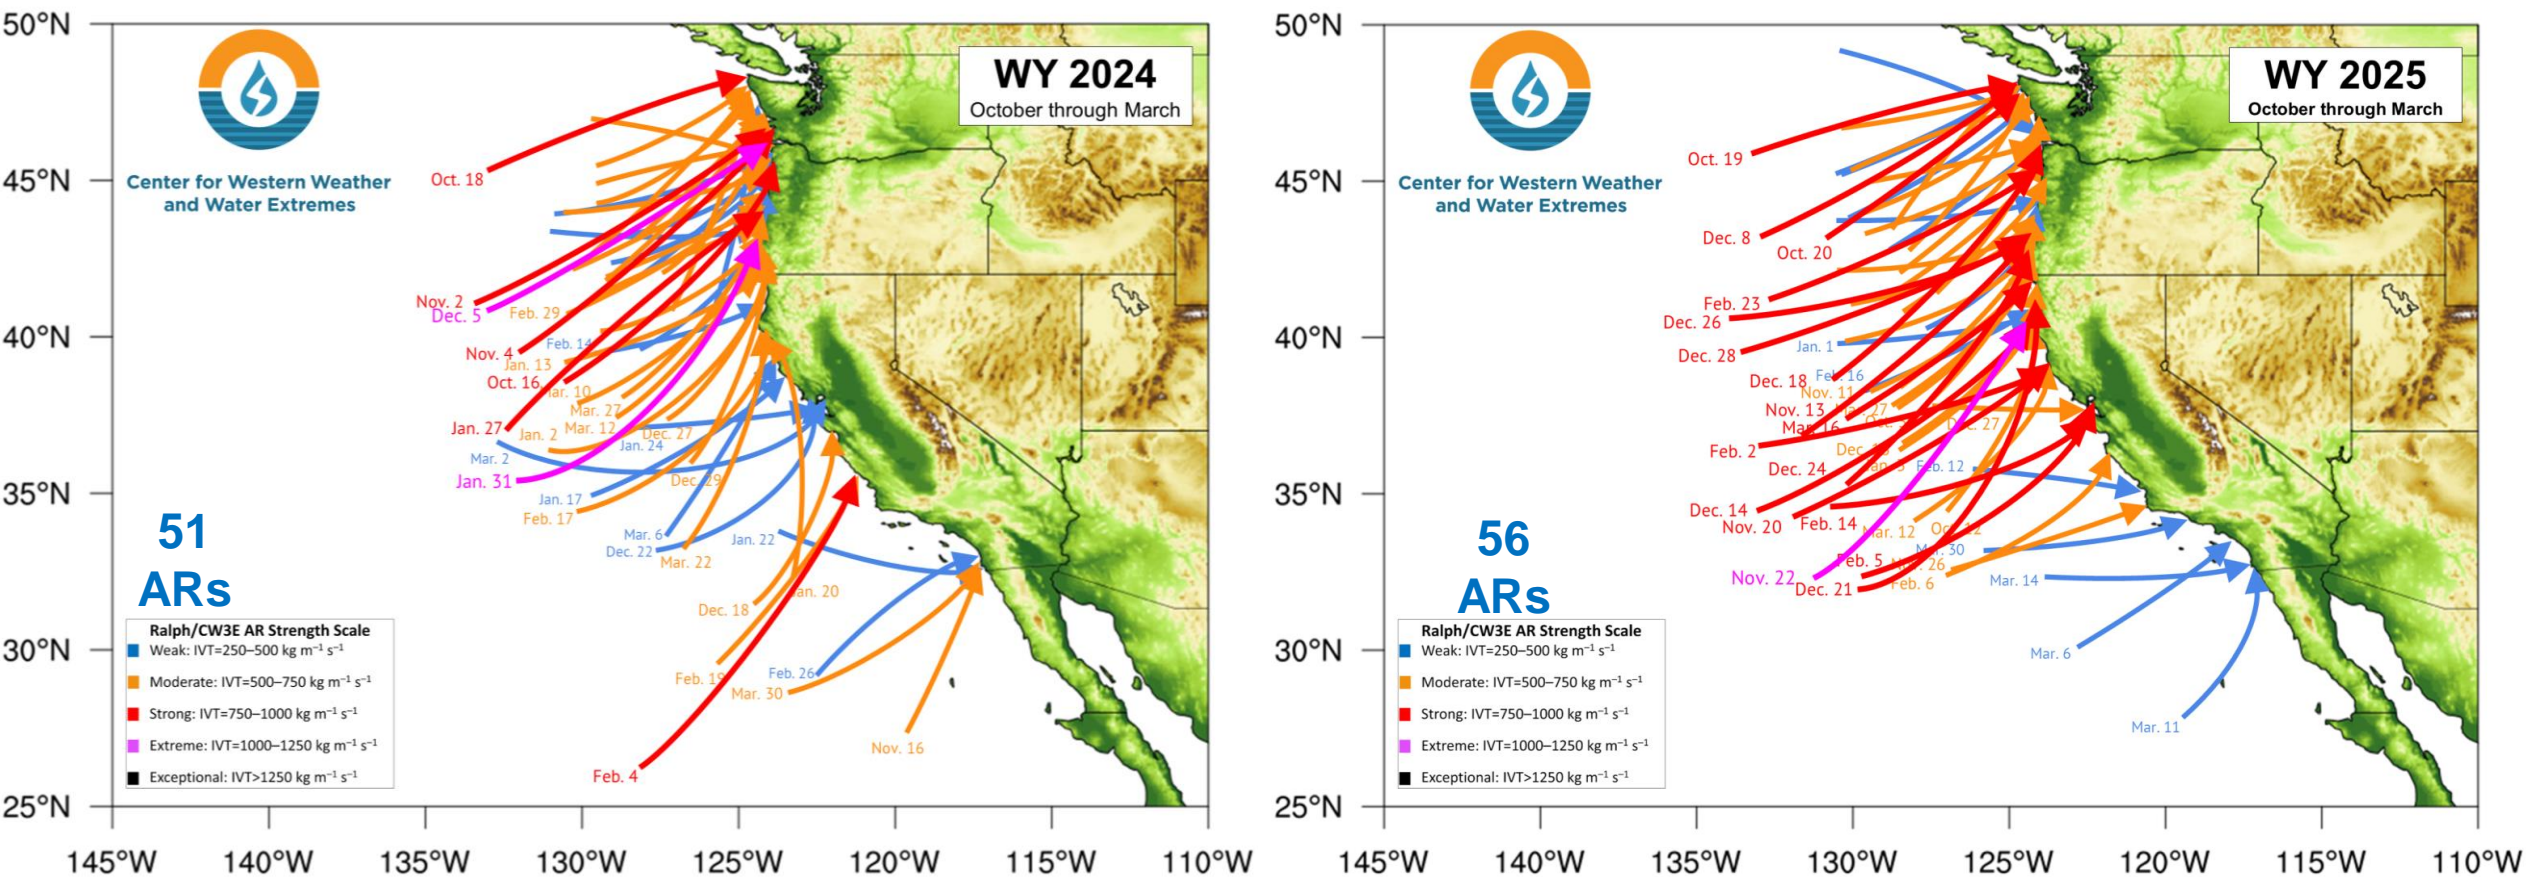 50°N
45°N
40°N
35°N
30°N
25°N
145°W
140°W
135°W
130°W
125°W
120°W
115°W
110°W
Center for Western Weather
and Water Extremes
WY 2024
October through March
Oct. 18
Nov. 2
Dec. 5
Feb. 29
Feb. 14
Nov. 4
Jan. 13
Oct. 16
Mar. 10
Mar. 27
Jan. 27
Jan. 2
Mar. 12
Dec. 27
Jan. 24
Mar. 2
Jan. 31
Dec. 29
Jan. 17
Feb. 17
Mar. 6
Dec. 22
Jan. 22
Mar. 22
Jan. 20
Dec. 18
Feb. 19
Feb. 26
Mar. 30
Nov. 16
Feb. 4
51
ARs
Ralph/CW3E AR Strength Scale
Weak: IVT=250–500 kg m⁻¹ s⁻¹
Moderate: IVT=500–750 kg m⁻¹ s⁻¹
Strong: IVT=750–1000 kg m⁻¹ s⁻¹
Extreme: IVT=1000–1250 kg m⁻¹ s⁻¹
Exceptional: IVT>1250 kg m⁻¹ s⁻¹
50°N
45°N
40°N
35°N
30°N
25°N
145°W
140°W
135°W
130°W
125°W
120°W
115°W
110°W
Center for Western Weather
and Water Extremes
WY 2025
October through March
Oct. 19
Dec. 8
Oct. 20
Feb. 23
Dec. 26
Jan. 1
Dec. 28
Feb. 16
Dec. 18
Nov. 11
Nov. 13
Mar. 16
Dec. 27
Feb. 2
Dec. 24
Feb. 12
Dec. 14
Nov. 20
Feb. 14
Mar. 12
Mar. 30
Feb. 5
Nov. 22
Dec. 21
Feb. 6
Mar. 14
Mar. 6
Mar. 11
56
ARs
Ralph/CW3E AR Strength Scale
Weak: IVT=250–500 kg m⁻¹ s⁻¹
Moderate: IVT=500–750 kg m⁻¹ s⁻¹
Strong: IVT=750–1000 kg m⁻¹ s⁻¹
Extreme: IVT=1000–1250 kg m⁻¹ s⁻¹
Exceptional: IVT>1250 kg m⁻¹ s⁻¹